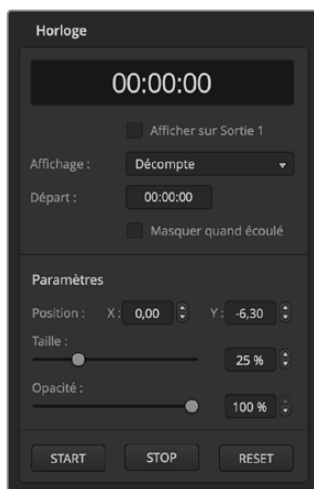 Horloge
00:00:00
Afficher sur Sortie 1
Affichage : Décompte
Départ : 00:00:00
Masquer quand écoulé
Paramètres
Position : X : 0,00 Y : -6,30
Taille :
25 %
Opacité :
100 %
START STOP RESET